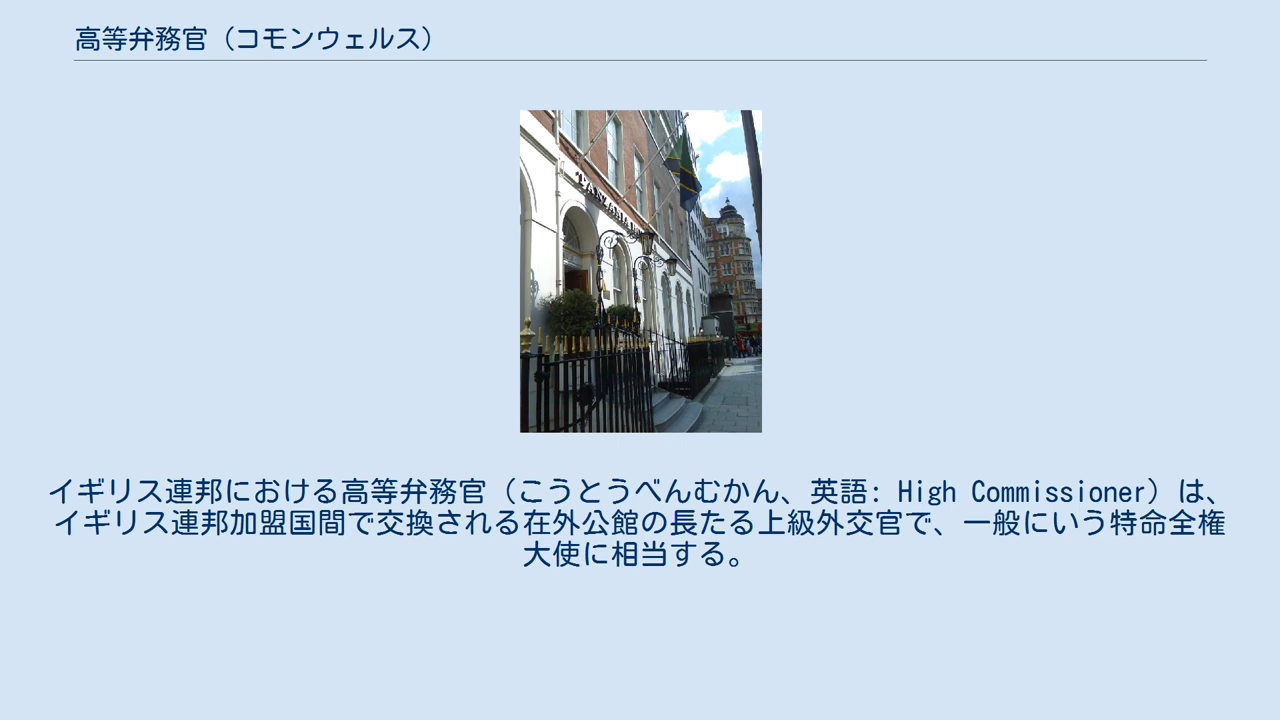 高等弁務官（コモンウェルス）
TANZANIA
イギリス連邦における高等弁務官（こうとうべんむかん、英語: High Commissioner）は、
イギリス連邦加盟国間で交換される在外公館の長たる上級外交官で、一般にいう特命全権
大使に相当する。